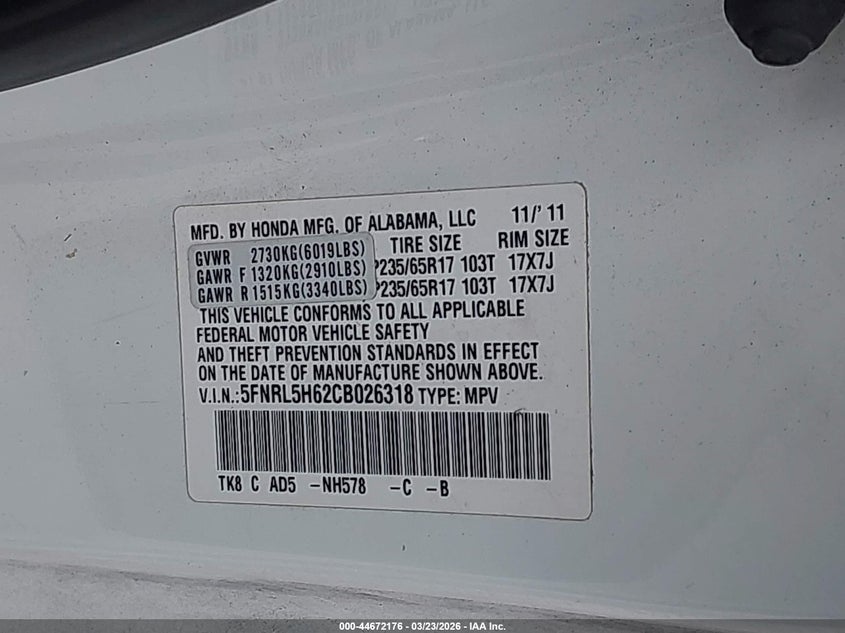 MFD. BY HONDA MFG. OF ALABAMA, LLC 11/'11
TIRE SIZE RIM SIZE
GVWR 2730KG(6019LBS)
GAWR F 1320KG(2910LBS) P235/65R17 103T 17X7J
GAWR R 1515KG(3340LBS) P235/65R17 103T 17X7J
THIS VEHICLE CONFORMS TO ALL APPLICABLE
FEDERAL MOTOR VEHICLE SAFETY
AND THEFT PREVENTION STANDARDS IN EFFECT
ON THE DATE OF MANUFACTURE SHOWN ABOVE.
V.I.N.:5FNRL5H62CB026318 TYPE: MPV
TK8 C AD5 -NH578 -C -B
000-44672176 - 03/23/2026 - IAA Inc.